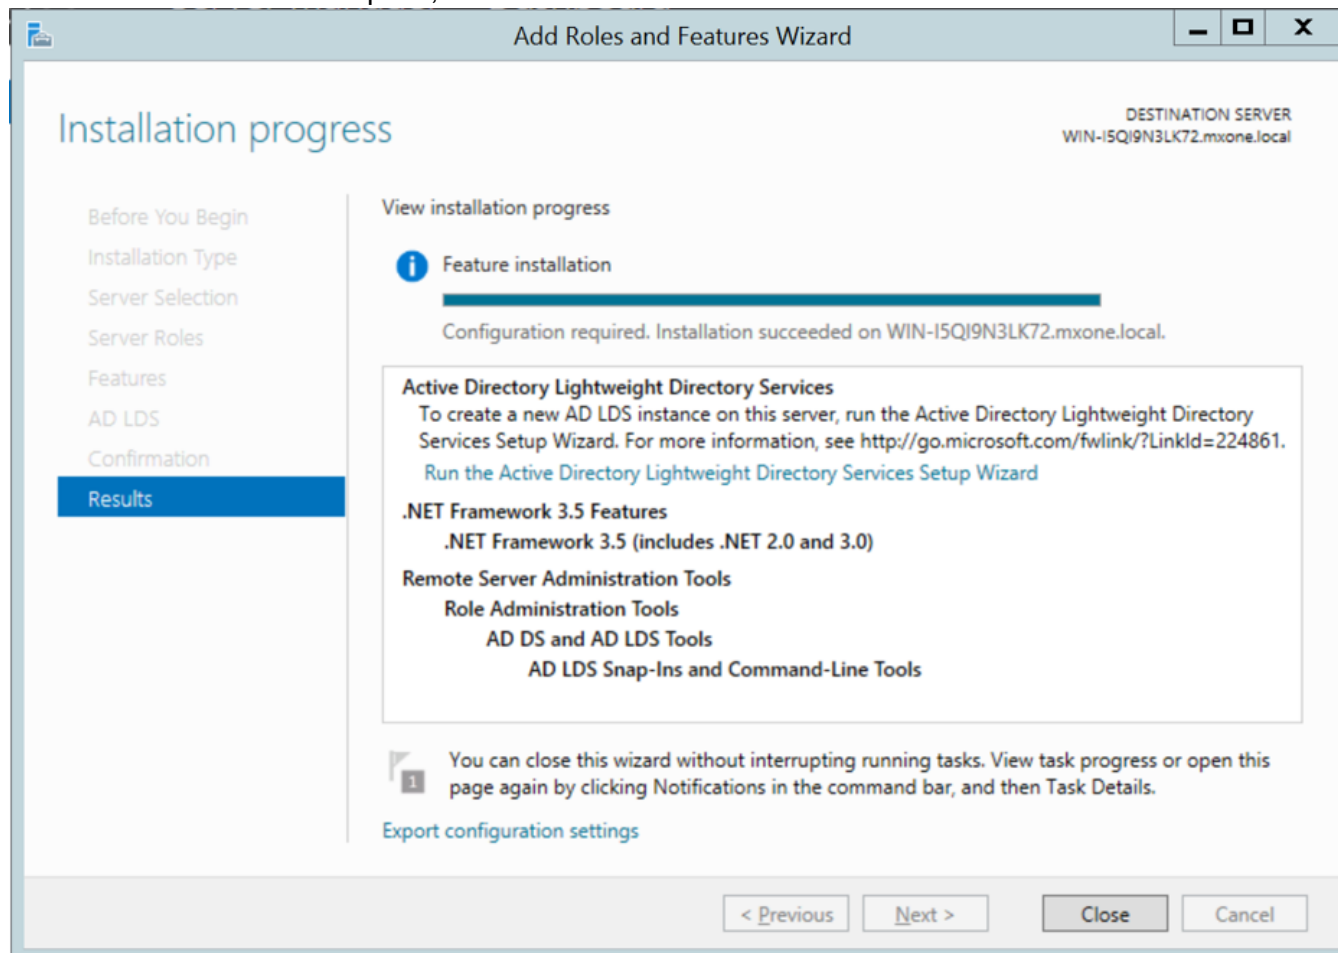 Add Roles and Features Wizard
Installation progress
DESTINATION SERVER
WIN-I5QI9N3LK72.mxone.local
Before You Begin
Installation Type
Server Selection
Server Roles
Features
AD LDS
Confirmation
Results
View installation progress
Feature installation
Configuration required. Installation succeeded on WIN-I5QI9N3LK72.mxone.local.
Active Directory Lightweight Directory Services
To create a new AD LDS instance on this server, run the Active Directory Lightweight Directory
Services Setup Wizard. For more information, see http://go.microsoft.com/fwlink/?LinkId=224861.
Run the Active Directory Lightweight Directory Services Setup Wizard
.NET Framework 3.5 Features
.NET Framework 3.5 (includes .NET 2.0 and 3.0)
Remote Server Administration Tools
Role Administration Tools
AD DS and AD LDS Tools
AD LDS Snap-Ins and Command-Line Tools
1
You can close this wizard without interrupting running tasks. View task progress or open this
page again by clicking Notifications in the command bar, and then Task Details.
Export configuration settings
< Previous
Next >
Close
Cancel